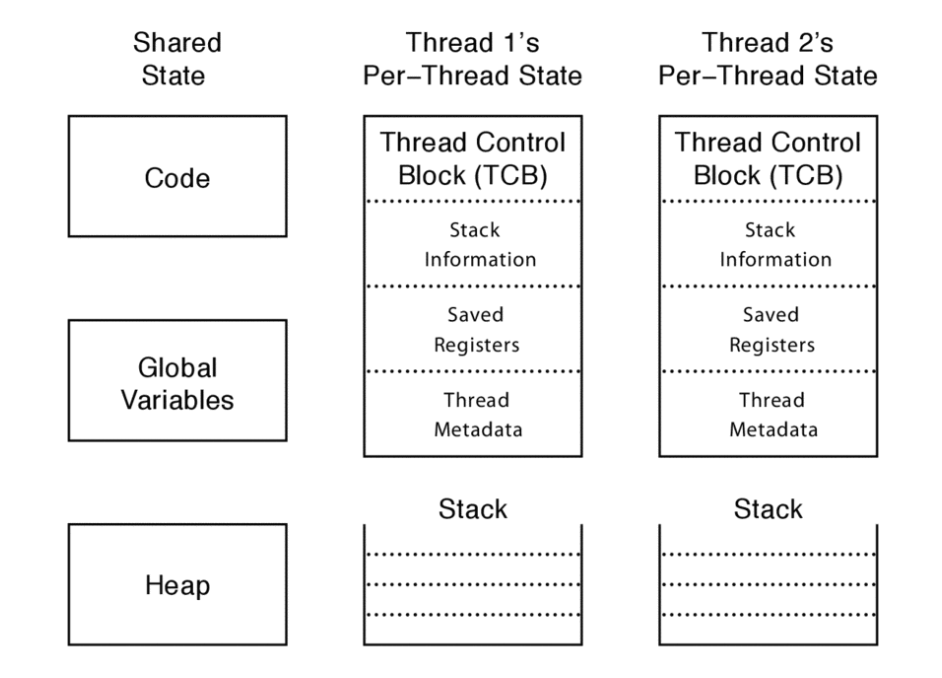 Shared
State
Thread 1's
Per–Thread State
Thread 2's
Per–Thread State
Code
Global
Variables
Heap
Thread Control
Block (TCB)
Stack
Information
Saved
Registers
Thread
Metadata
Stack
Thread Control
Block (TCB)
Stack
Information
Saved
Registers
Thread
Metadata
Stack